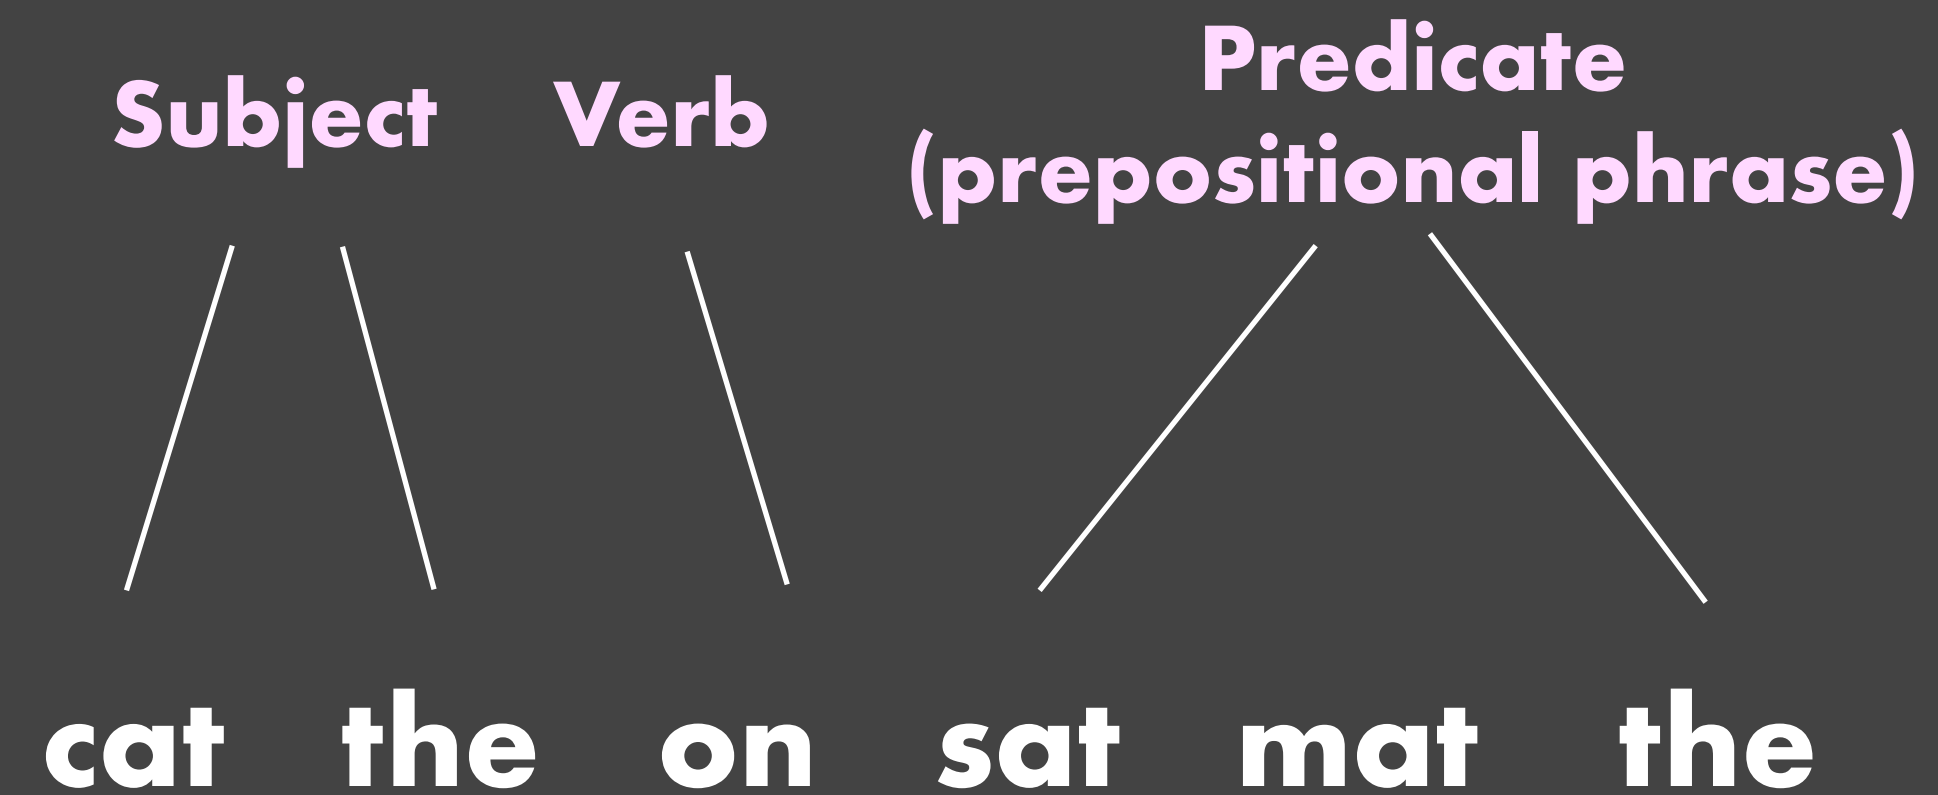 Predicate
Subject Verb (prepositional phrase)
cat the on sat mat the